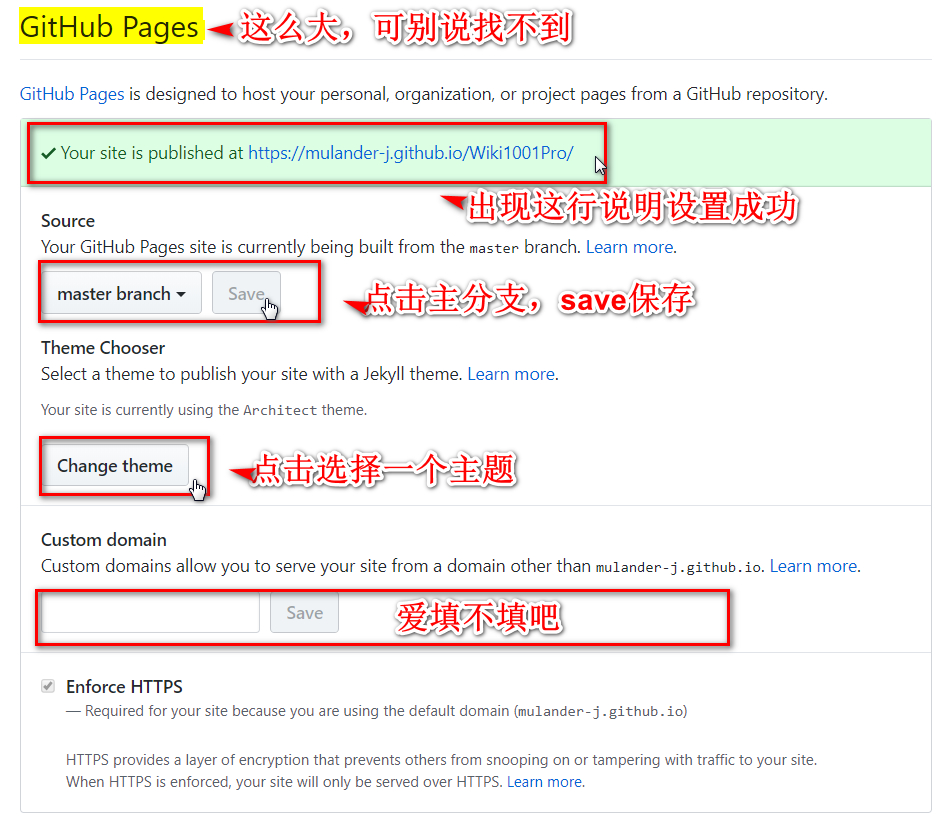 GitHub Pages 这么大，可别说找不到
GitHub Pages is designed to host your personal, organization, or project pages from a GitHub repository.
Your site is published at https://mulander-j.github.io/Wiki1001Pro/
出现这行说明设置成功
Source
Your GitHub Pages site is currently being built from the master branch. Learn more.
master branch Save 点击主分支，save保存
Theme Chooser
Select a theme to publish your site with a Jekyll theme. Learn more.
Your site is currently using the Architect theme.
Change theme 点击选择一个主题
Custom domain
Custom domains allow you to serve your site from a domain other than mulander-j.github.io. Learn more.
Save 爱填不填吧
Enforce HTTPS
— Required for your site because you are using the default domain (mulander-j.github.io)
HTTPS provides a layer of encryption that prevents others from snooping on or tampering with traffic to your site.
When HTTPS is enforced, your site will only be served over HTTPS. Learn more.